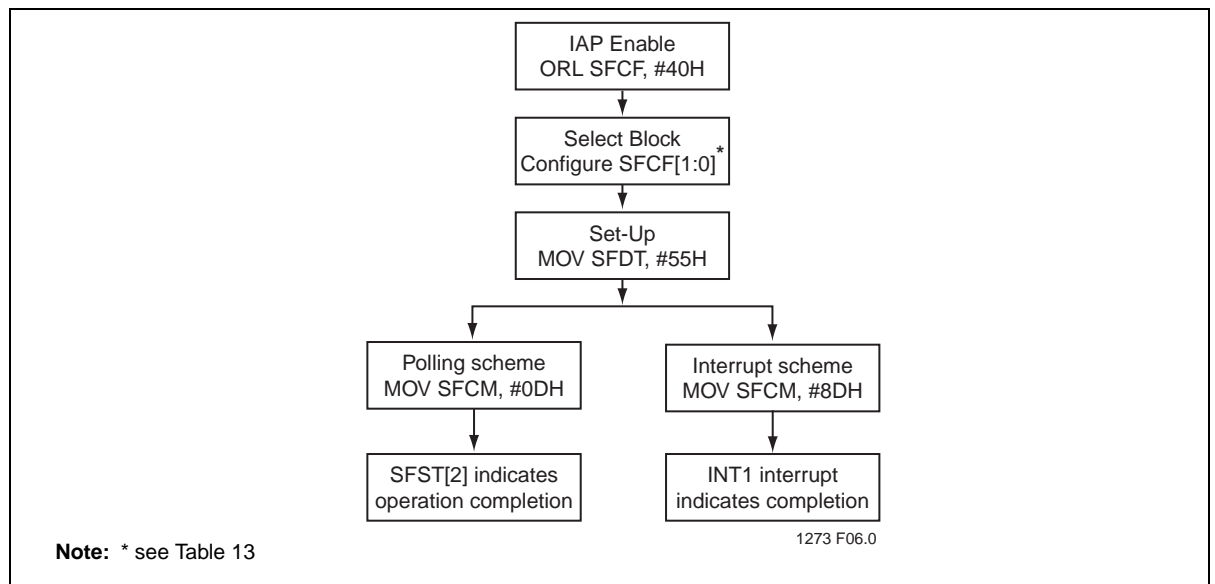 IAP Enable
ORL SFCF, #40H
Select Block
Configure SFCF[1:0]*
Set-Up
MOV SFDT, #55H
Polling scheme
MOV SFCM, #0DH
Interrupt scheme
MOV SFCM, #8DH
SFST[2] indicates
operation completion
INT1 interrupt
indicates completion
1273 F06.0
Note: * see Table 13